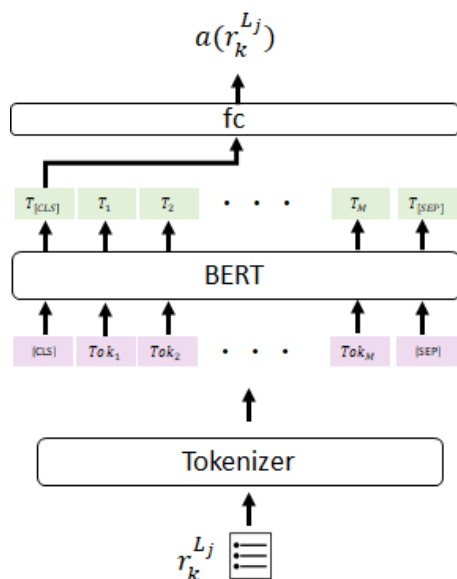 a(r_k^{L_j})
fc
T_{[CLS]} T_1 T_2 · · · T_M T_{[SEP]}
BERT
[CLS] Tok_1 Tok_2 · · · Tok_M [SEP]
Tokenizer
r_k^{L_j}